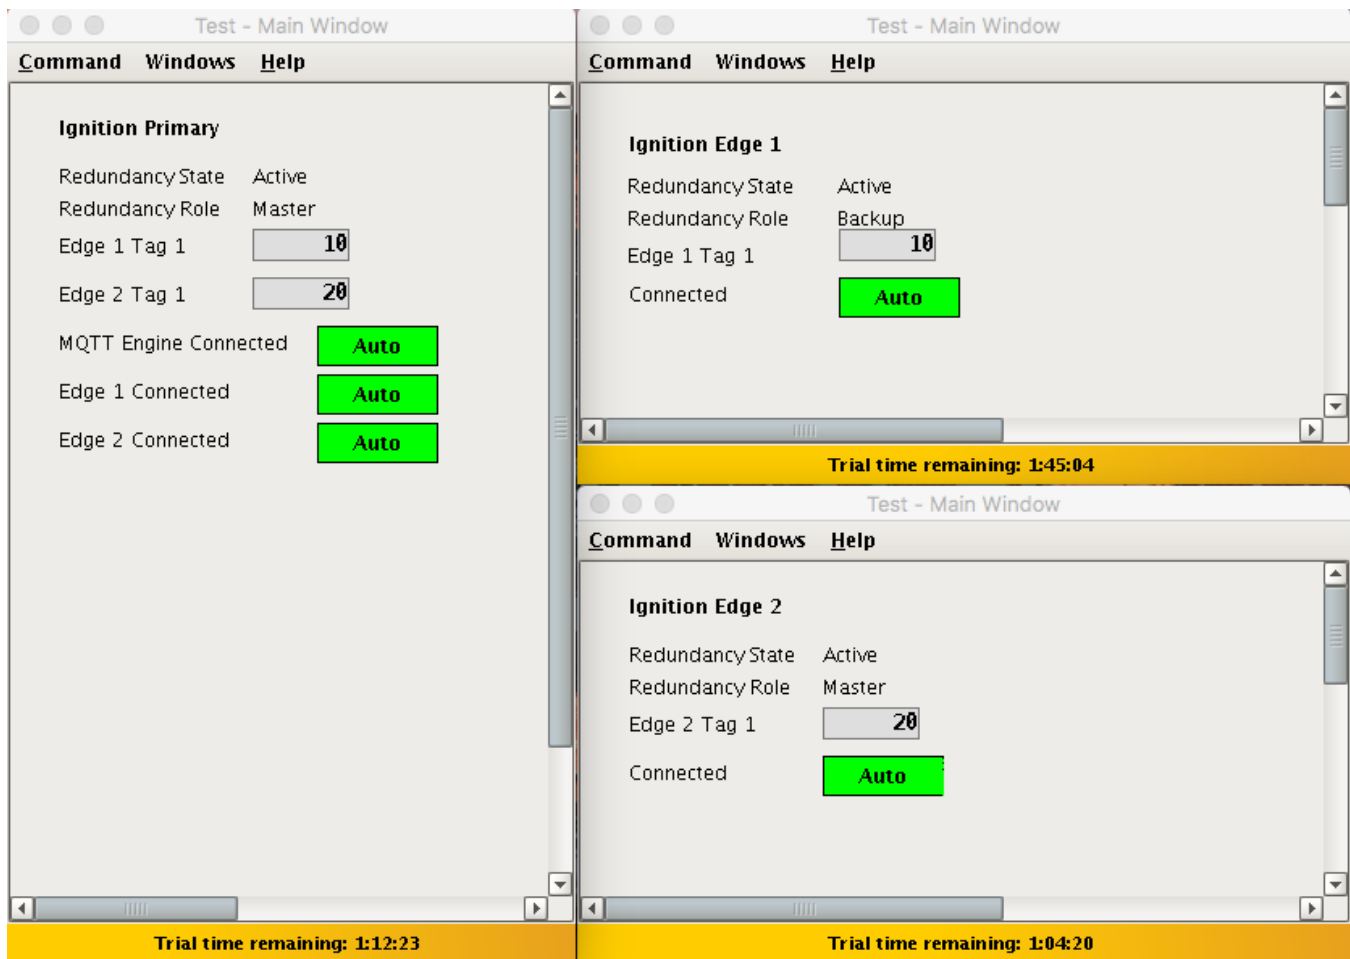 Test - Main Window
Command Windows Help
Ignition Primary
Redundancy State Active
Redundancy Role Master
Edge 1 Tag 1 10
Edge 2 Tag 1 20
MQTT Engine Connected Auto
Edge 1 Connected Auto
Edge 2 Connected Auto
Trial time remaining: 1:12:23
Test - Main Window
Command Windows Help
Ignition Edge 1
Redundancy State Active
Redundancy Role Backup
Edge 1 Tag 1 10
Connected Auto
Trial time remaining: 1:45:04
Test - Main Window
Command Windows Help
Ignition Edge 2
Redundancy State Active
Redundancy Role Master
Edge 2 Tag 1 20
Connected Auto
Trial time remaining: 1:04:20